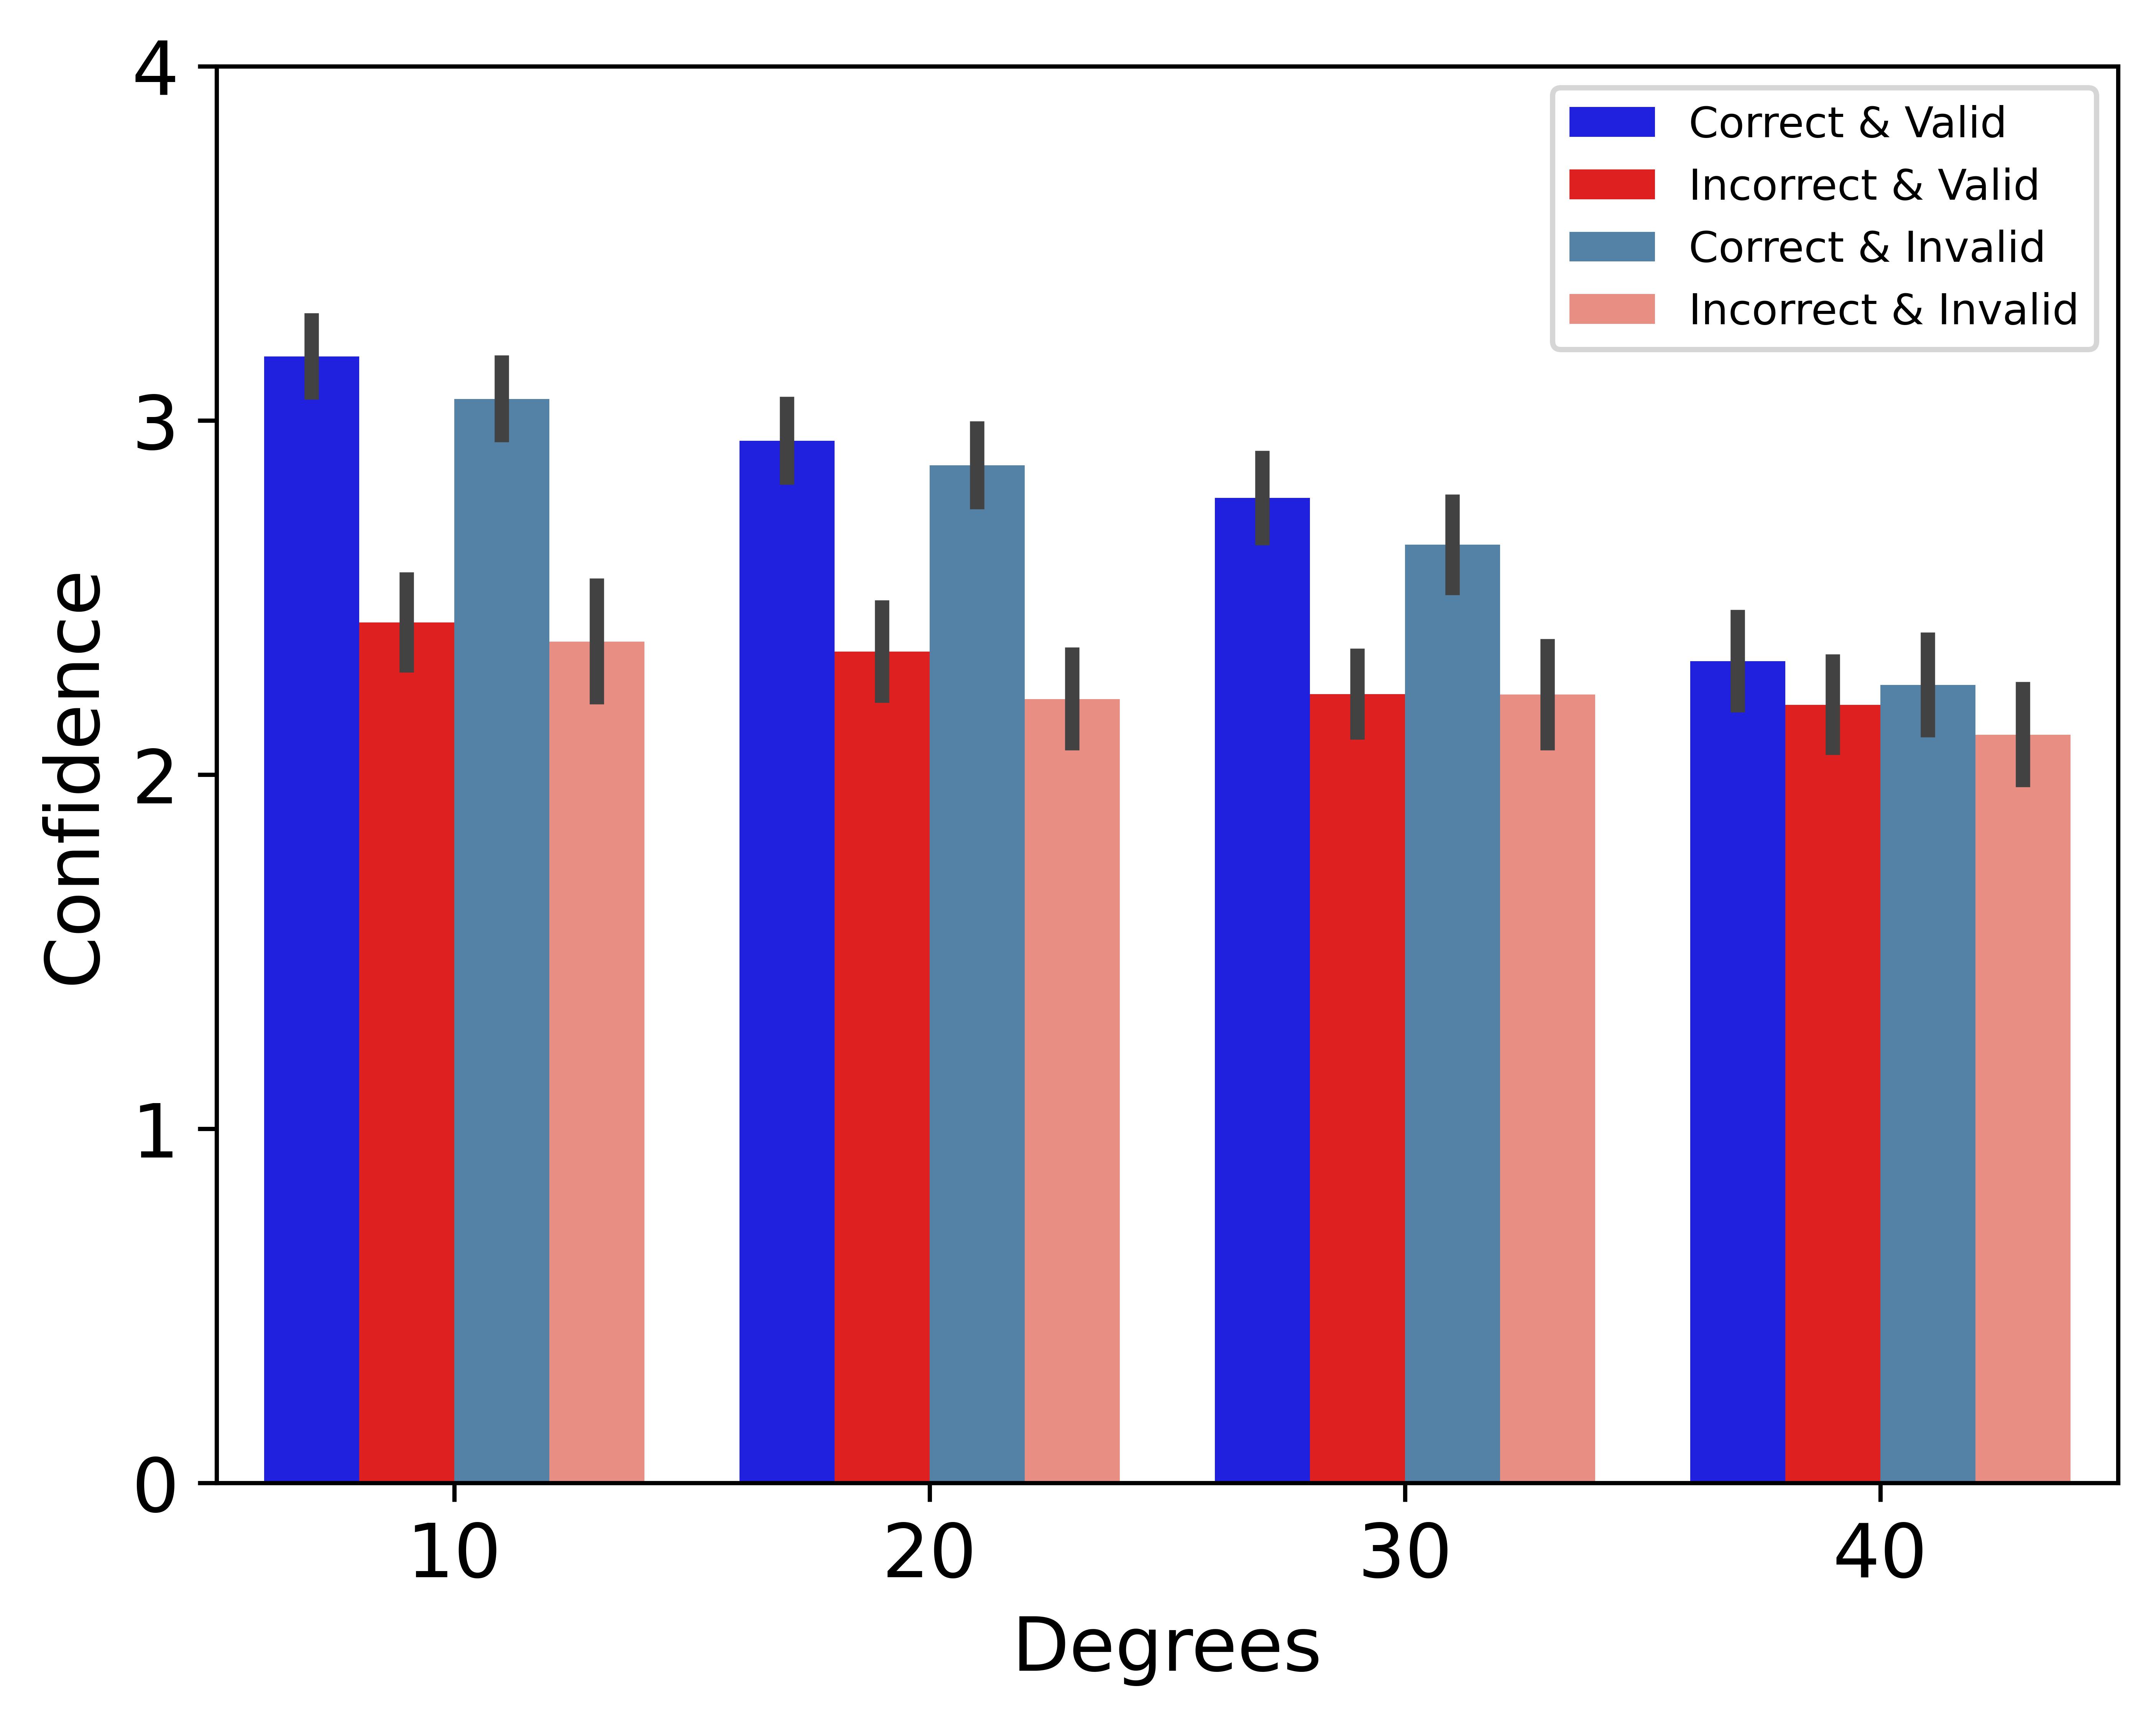 4
3
2
1
0
Confidence
Correct & Valid
Incorrect & Valid
Correct & Invalid
Incorrect & Invalid
10 20 30 40
Degrees